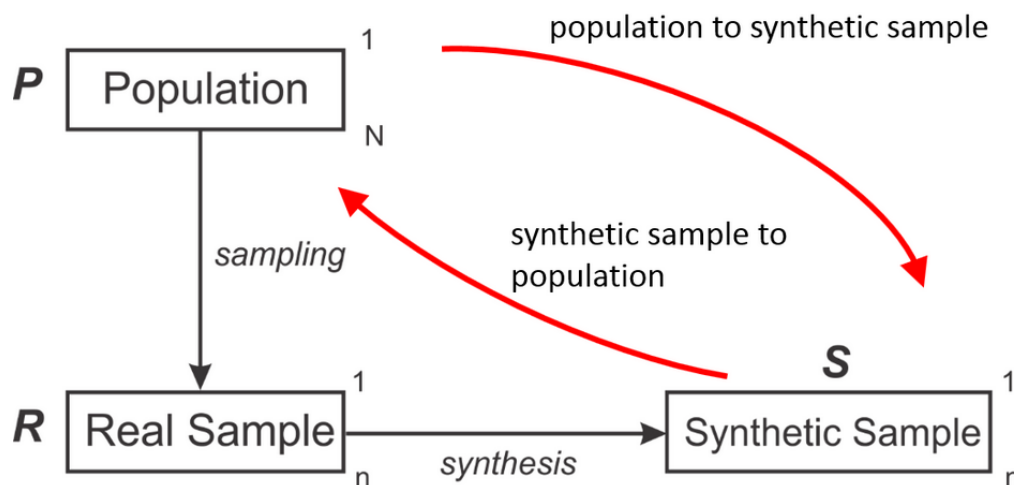 population to synthetic sample
1
P
Population
N
synthetic sample to
population
sampling
S
1
R
Real Sample
n
synthesis
1
Synthetic Sample
n